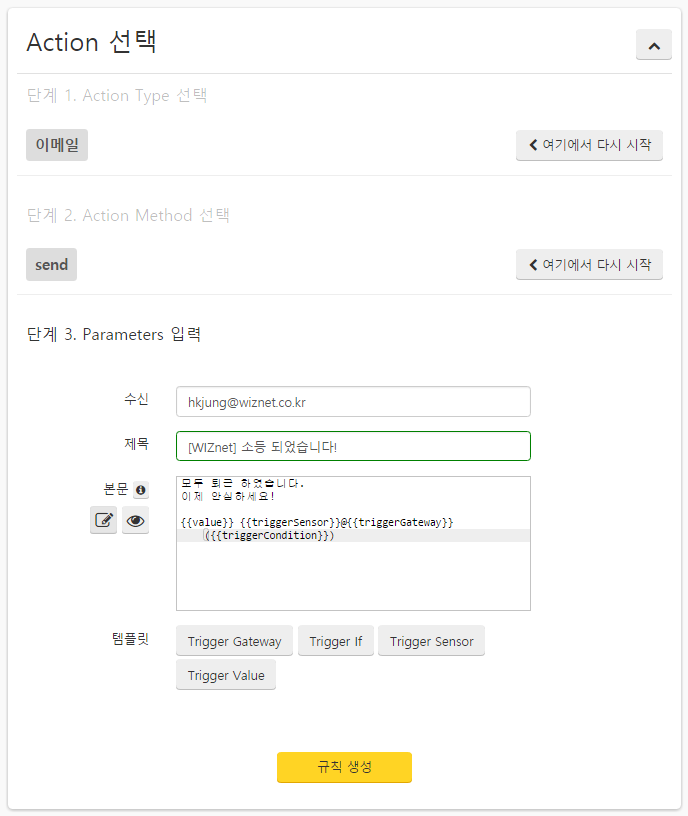 Action 선택
단계 1. Action Type 선택
이메일
여기에서 다시 시작
단계 2. Action Method 선택
send
여기에서 다시 시작
단계 3. Parameters 입력
수신
hkjung@wiznet.co.kr
제목
[WIZnet] 소등 되었습니다!
본문
모두 퇴근 하였습니다.
이제 안심하세요!
{{value}} {{triggerSensor}}@{{triggerGateway}}
({{triggerCondition}})
템플릿
Trigger Gateway
Trigger If
Trigger Sensor
Trigger Value
규칙 생성